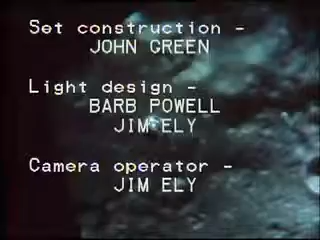 Set construction -
JOHN GREEN
Light design -
BARB POWELL
JIM ELY
Camera operator -
JIM ELY